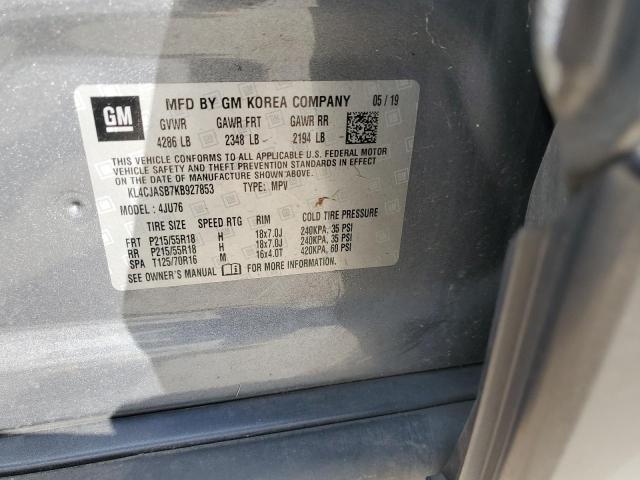 GM MFD BY GM KOREA COMPANY 05 / 19
GVWR GAWR FRT GAWR RR
4286 LB 2348 LB 2194 LB
THIS VEHICLE CONFORMS TO ALL APPLICABLE U.S. FEDERAL MOTOR
VEHICLE SAFETY AND THEFT PREVENTION STANDARDS IN EFFECT
ON THE DATE OF MANUFACTURE SHOWN ABOVE.
KL4CJASB7KB927853 TYPE: MPV
MODEL : 4JU76
TIRE SIZE SPEED RTG RIM COLD TIRE PRESSURE
FRT P215/55R18 H 18x7.0J 240KPA, 35 PSI
RR P215/55R18 H 18x7.0J 240KPA, 35 PSI
SPA T125/70R16 M 16x4.0T 420KPA, 60 PSI
SEE OWNER'S MANUAL FOR MORE INFORMATION.